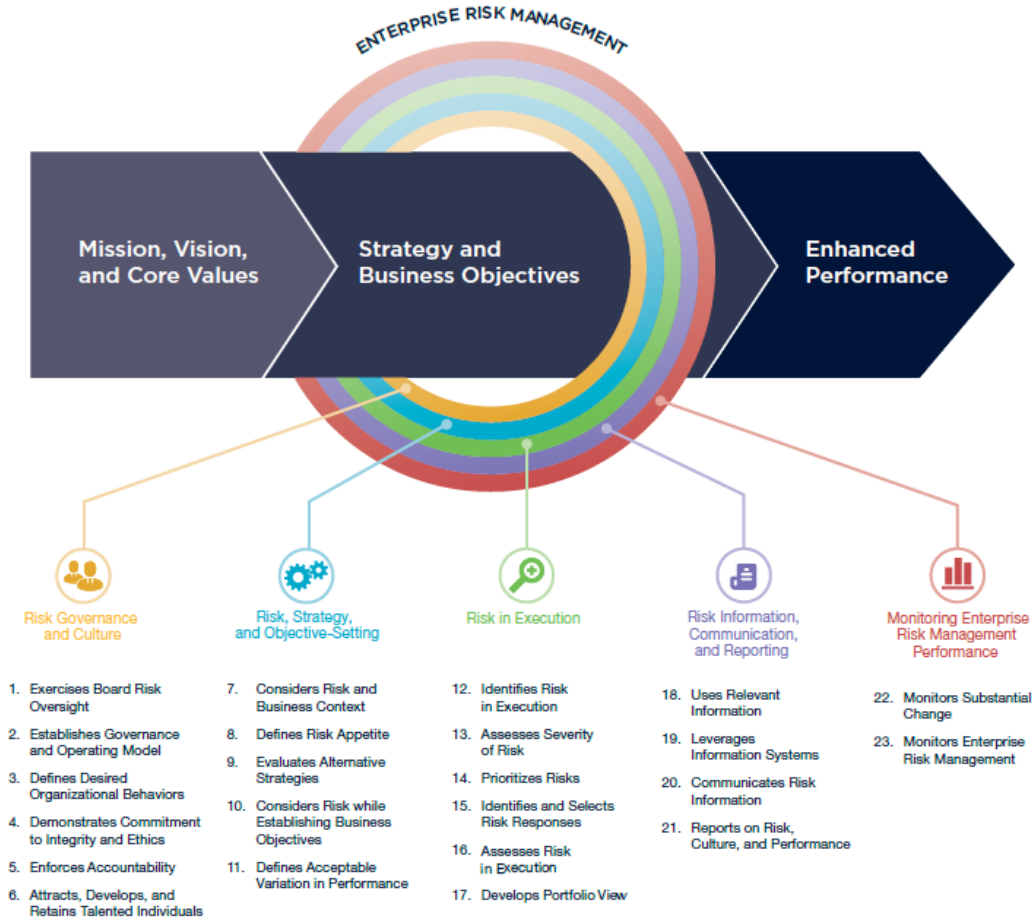 ENTERPRISE RISK MANAGEMENT
Mission, Vision,
and Core Values
Strategy and
Business Objectives
Enhanced
Performance
Risk Governance
and Culture
Risk, Strategy,
and Objective-Setting
Risk in Execution
Risk Information,
Communication,
and Reporting
Monitoring Enterprise
Risk Management
Performance
1. Exercises Board Risk
Oversight
2. Establishes Governance
and Operating Model
3. Defines Desired
Organizational Behaviors
4. Demonstrates Commitment
to Integrity and Ethics
5. Enforces Accountability
6. Attracts, Develops, and
Retains Talented Individuals
7. Considers Risk and
Business Context
8. Defines Risk Appetite
9. Evaluates Alternative
Strategies
10. Considers Risk while
Establishing Business
Objectives
11. Defines Acceptable
Variation in Performance
12. Identifies Risk
in Execution
13. Assesses Severity
of Risk
14. Prioritizes Risks
15. Identifies and Selects
Risk Responses
16. Assesses Risk
in Execution
17. Develops Portfolio View
18. Uses Relevant
Information
19. Leverages
Information Systems
20. Communicates Risk
Information
21. Reports on Risk,
Culture, and Performance
22. Monitors Substantial
Change
23. Monitors Enterprise
Risk Management